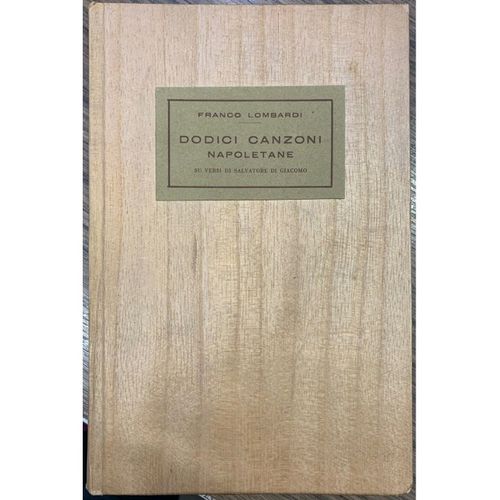 FRANCO LOMBARDI
DODICI CANZONI
NAPOLETANE
SU VERSI DI SALVATORE DI GIACOMO